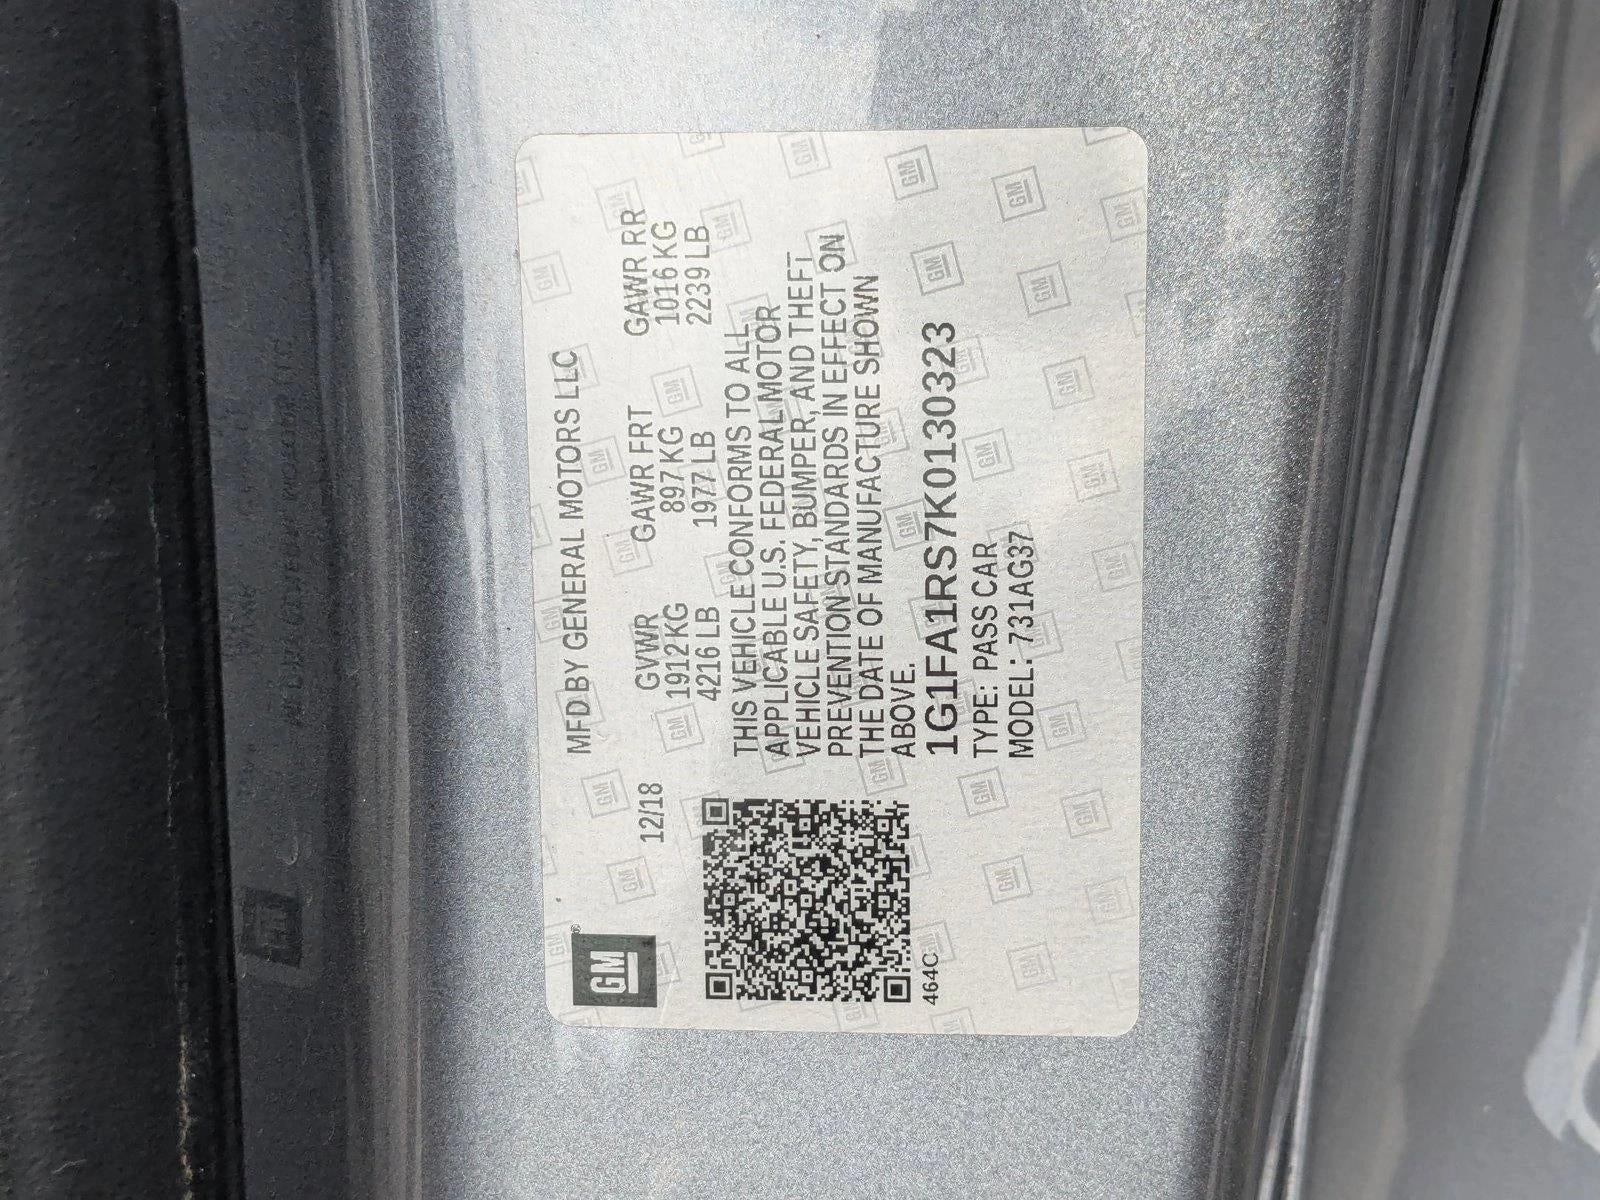 GM®
MFD BY GENERAL MOTORS LLC
12/18 GVWR GAWR FRT GAWR RR
1912 KG 897 KG 1016 KG
4216 LB 1977 LB 2239 LB
THIS VEHICLE CONFORMS TO ALL
APPLICABLE U.S. FEDERAL MOTOR
VEHICLE SAFETY, BUMPER, AND THEFT
PREVENTION STANDARDS IN EFFECT ON
THE DATE OF MANUFACTURE SHOWN
ABOVE.
1G1FA1RS7K0130323
TYPE: PASS CAR
MODEL: 731AG37
464C